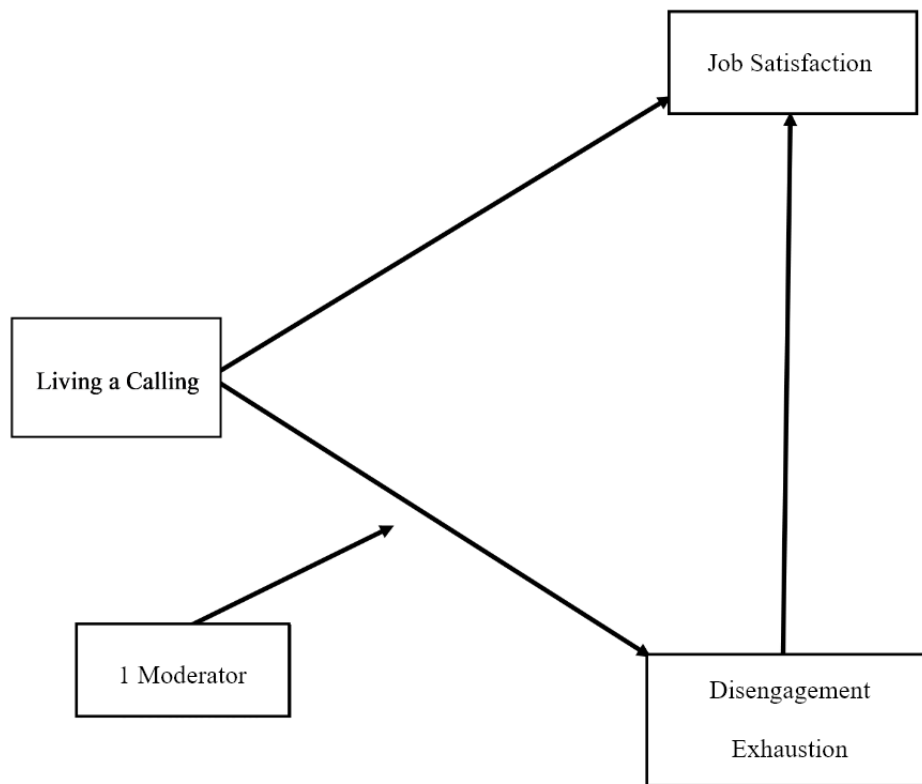 Job Satisfaction
Living a Calling
1 Moderator
Disengagement
Exhaustion